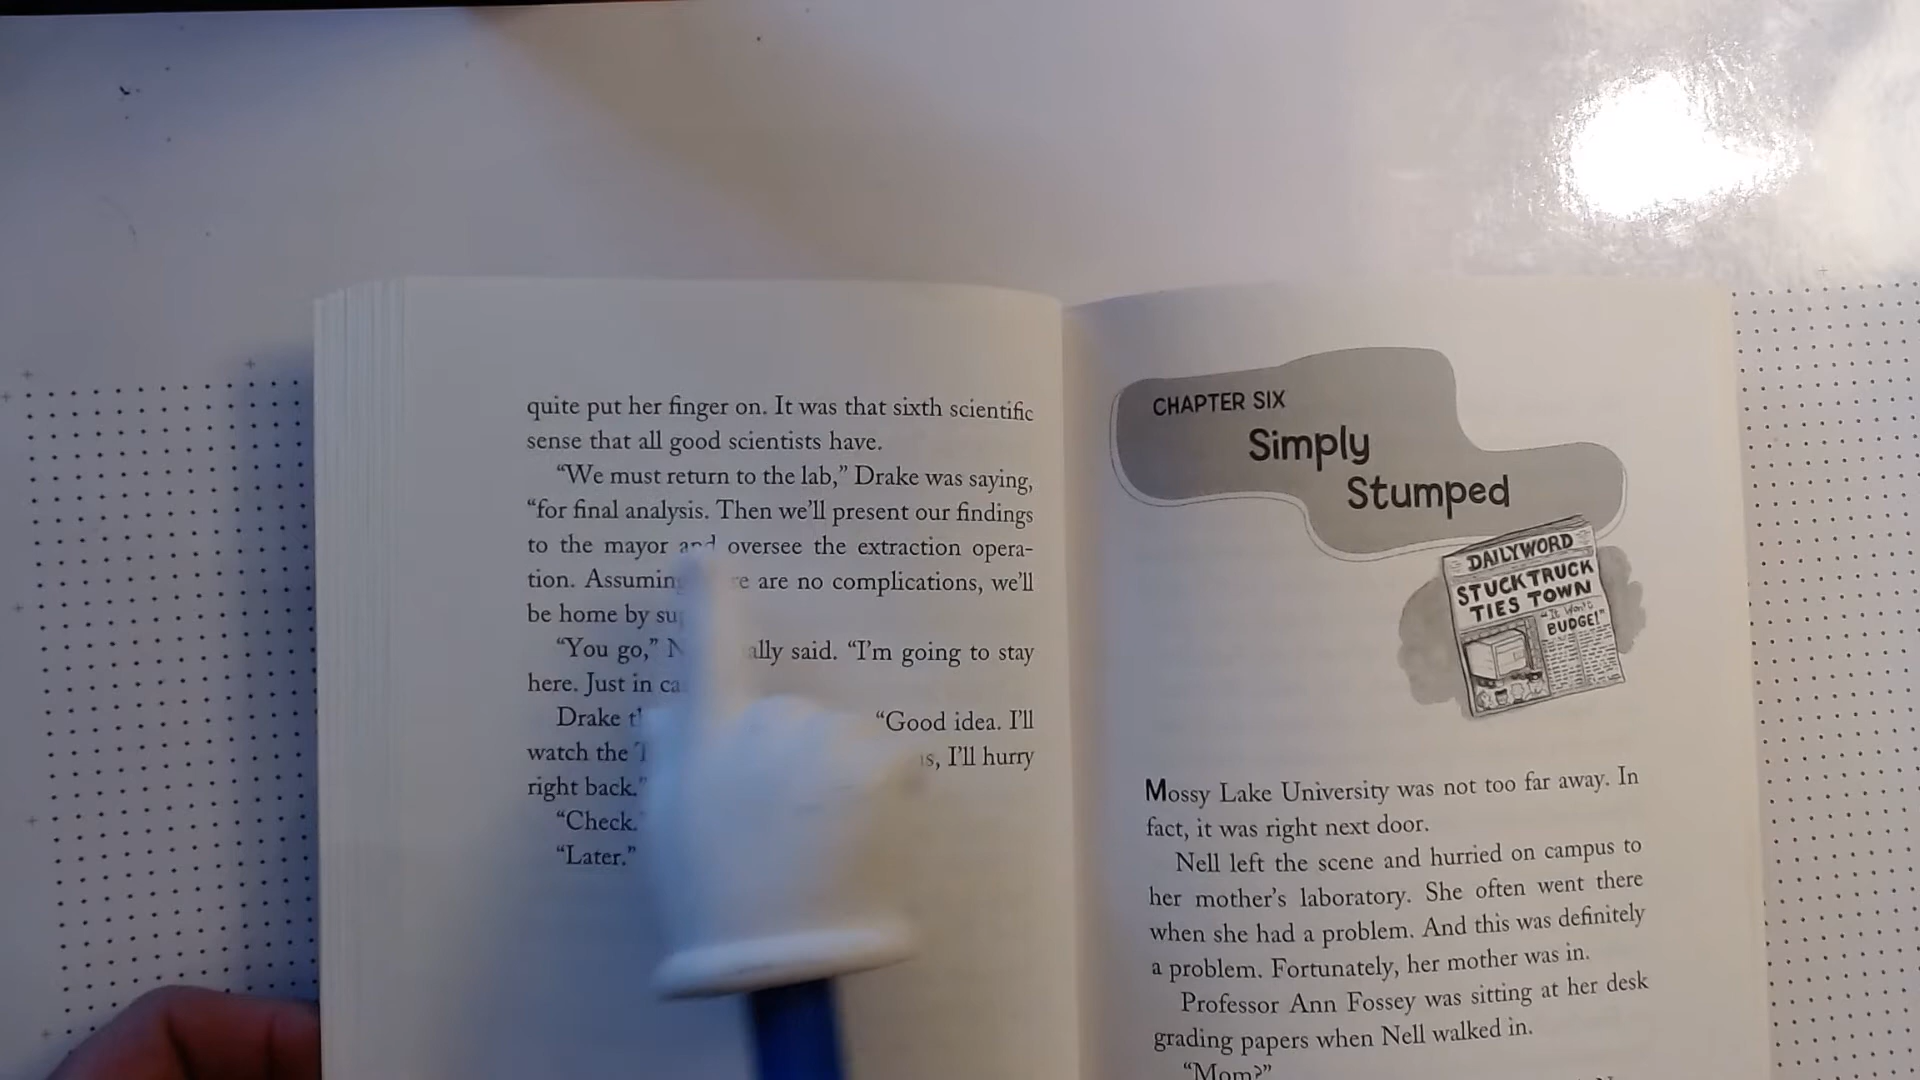 quite put her finger on. It was that sixth scientific
sense that all good scientists have.
“We must return to the lab,” Drake was saying,
“for final analysis. Then we’ll present our findings
to the mayor and oversee the extraction opera-
tion. are no complications, we’ll
be home by
“You go,” said. “I’m going to stay
here. Just in
Drake “Good idea. I’ll
watch the I’ll hurry
right back.”
“Check.
“Later.”
CHAPTER SIX
Simply
Stumped
DAILY WORD
STUCK TRUCK
TIES TOWN
“It Won’t
BUDGE!”
Mossy Lake University was not too far away. In
fact, it was right next door.
Nell left the scene and hurried on campus to
her mother’s laboratory. She often went there
when she had a problem. And this was definitely
a problem. Fortunately, her mother was in.
Professor Ann Fossey was sitting at her desk
grading papers when Nell walked in.
“Mom?”